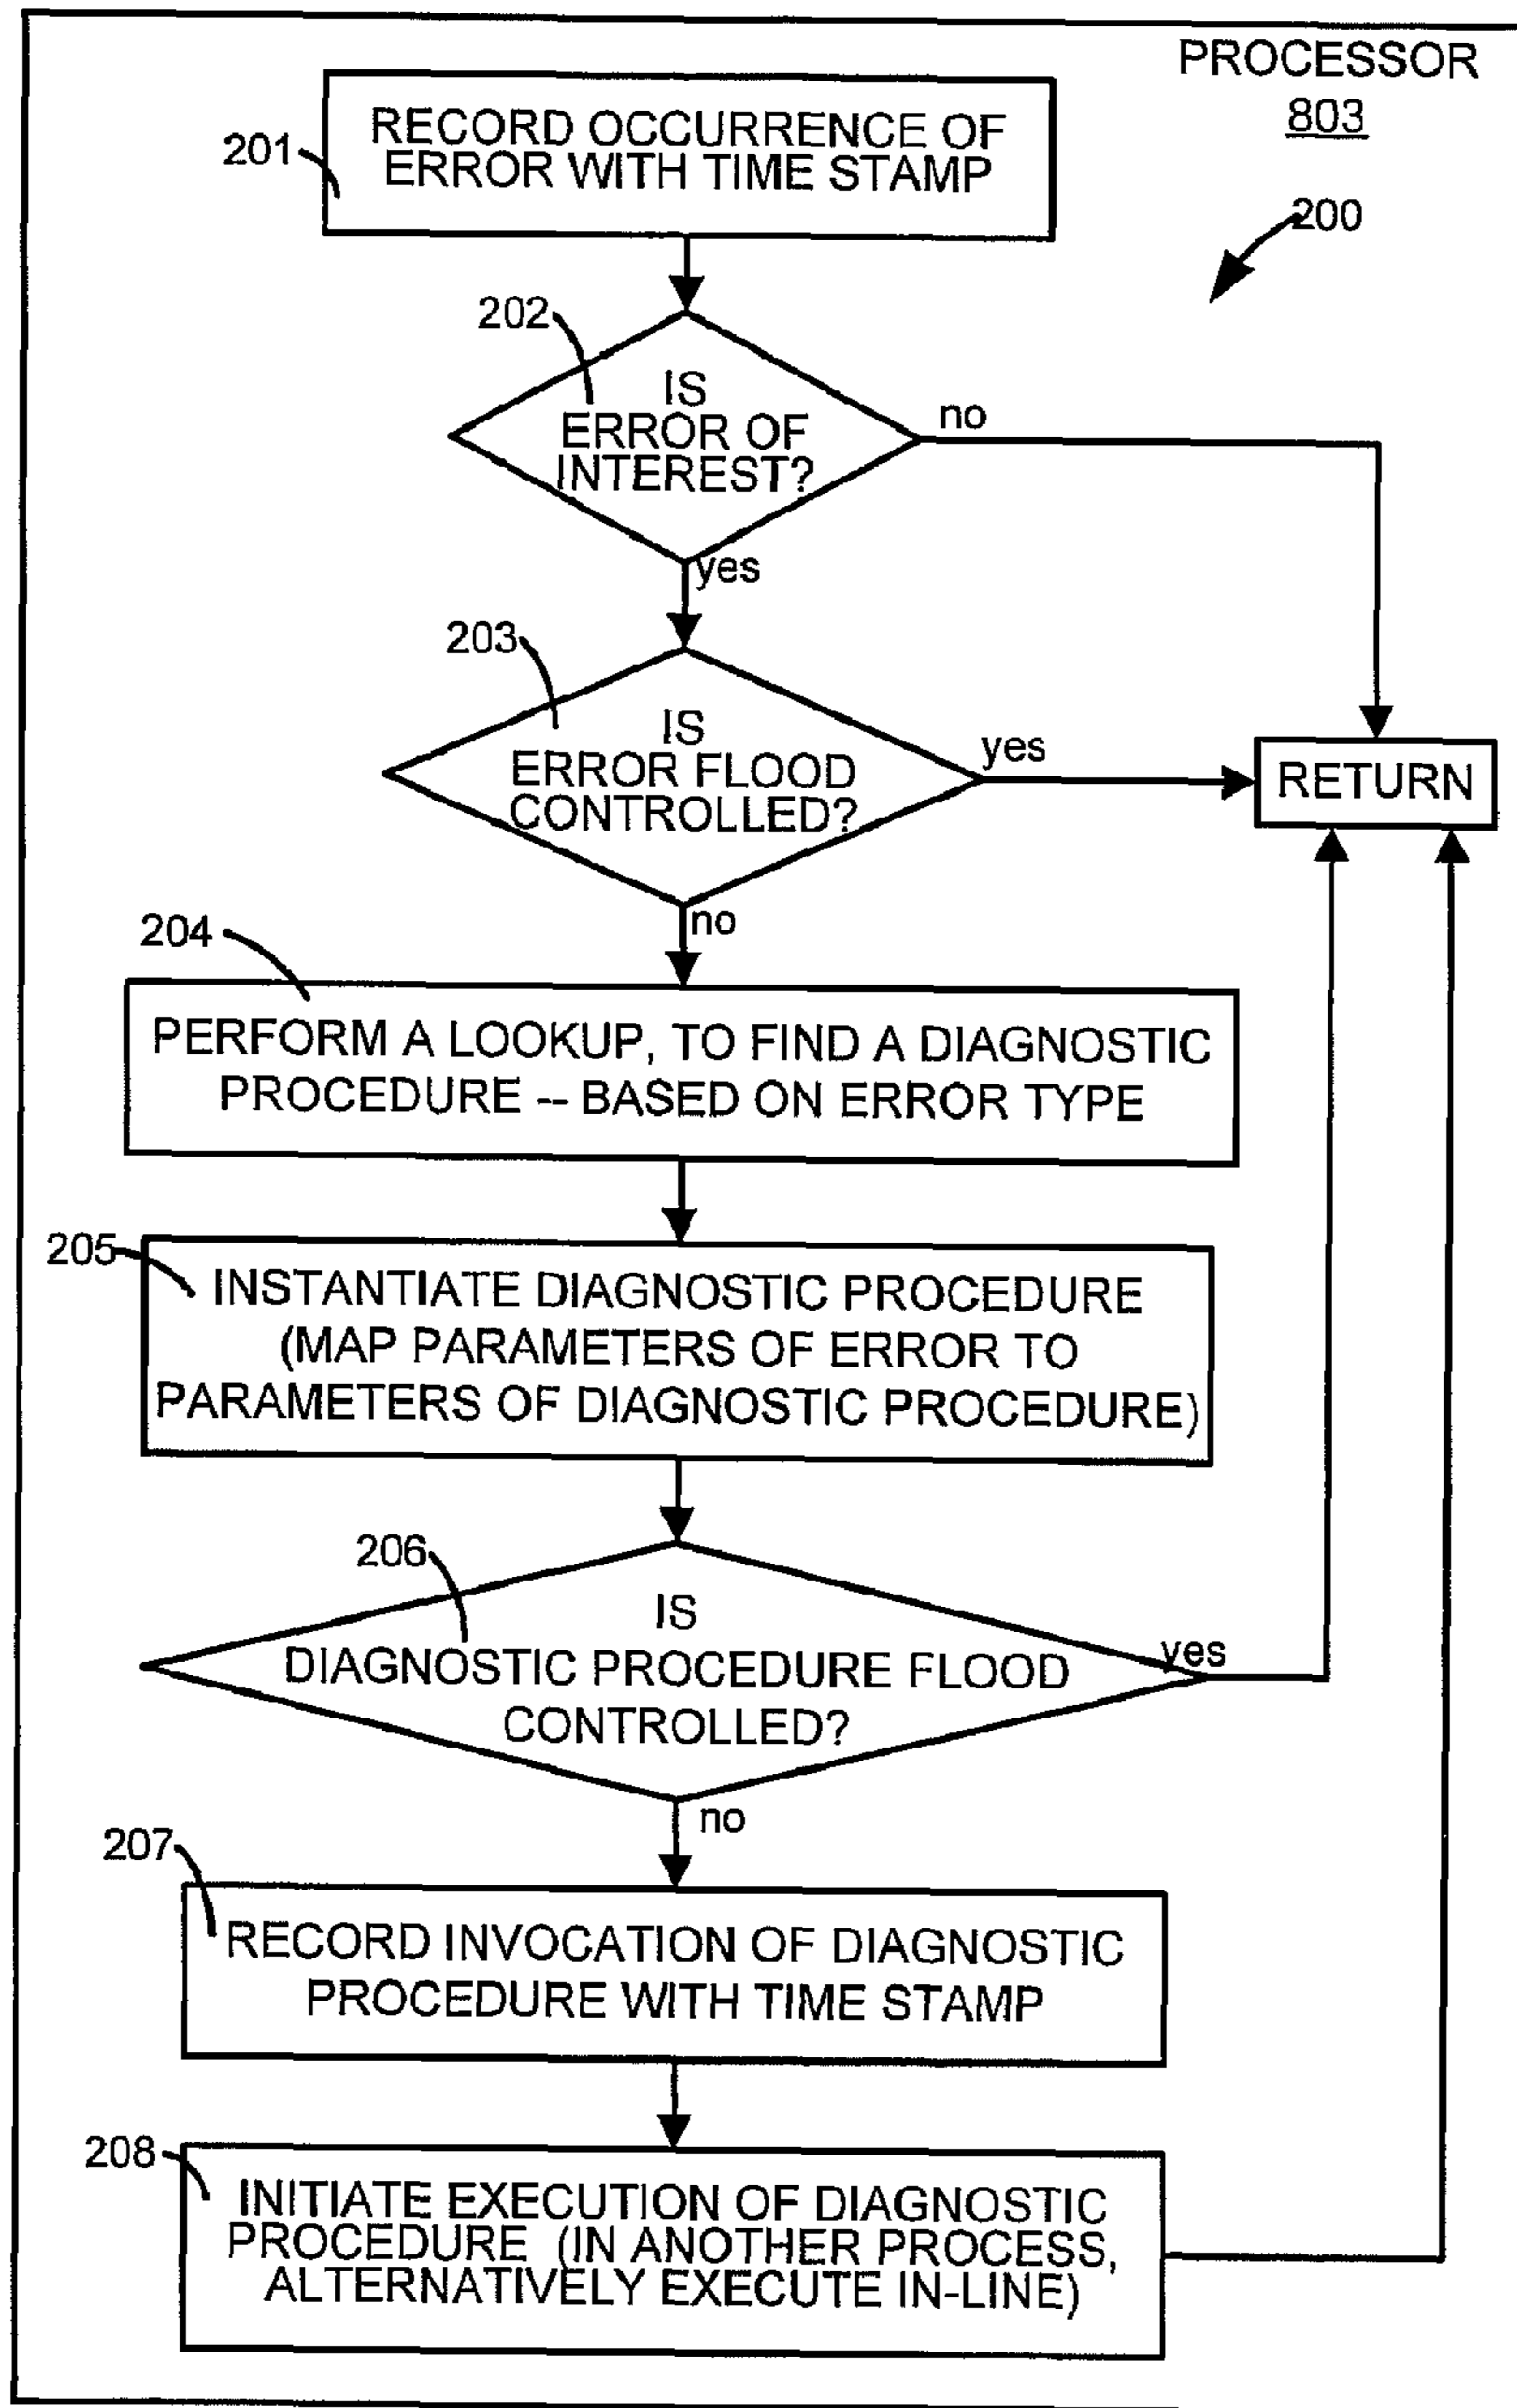 PROCESSOR
803
200
201
RECORD OCCURRENCE OF
ERROR WITH TIME STAMP
202
IS
ERROR OF
INTEREST?
no
yes
203
IS
ERROR FLOOD
CONTROLLED?
yes
RETURN
no
204
PERFORM A LOOKUP, TO FIND A DIAGNOSTIC
PROCEDURE -- BASED ON ERROR TYPE
205
INSTANTIATE DIAGNOSTIC PROCEDURE
(MAP PARAMETERS OF ERROR TO
PARAMETERS OF DIAGNOSTIC PROCEDURE)
206
IS
DIAGNOSTIC PROCEDURE FLOOD
CONTROLLED?
yes
no
207
RECORD INVOCATION OF DIAGNOSTIC
PROCEDURE WITH TIME STAMP
208
INITIATE EXECUTION OF DIAGNOSTIC
PROCEDURE (IN ANOTHER PROCESS,
ALTERNATIVELY EXECUTE IN-LINE)